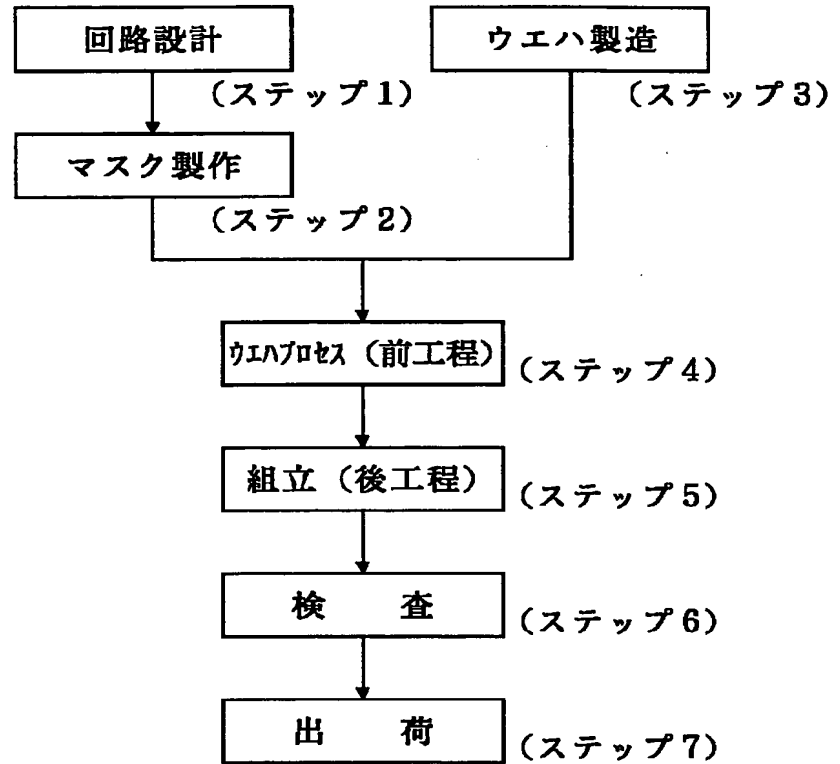 回路設計
(ステップ1)
ウエハ製造
(ステップ3)
マスク製作
(ステップ2)
ウエハプロセス (前工程)
(ステップ4)
組立 (後工程)
(ステップ5)
検 査
(ステップ6)
出 荷
(ステップ7)